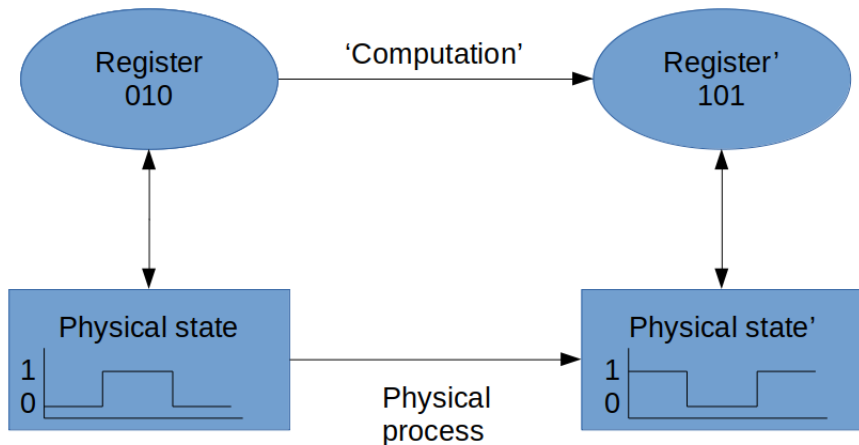 Register
010
‘Computation’
Register’
101
Physical state
1
0
Physical
process
Physical state‘
1
0